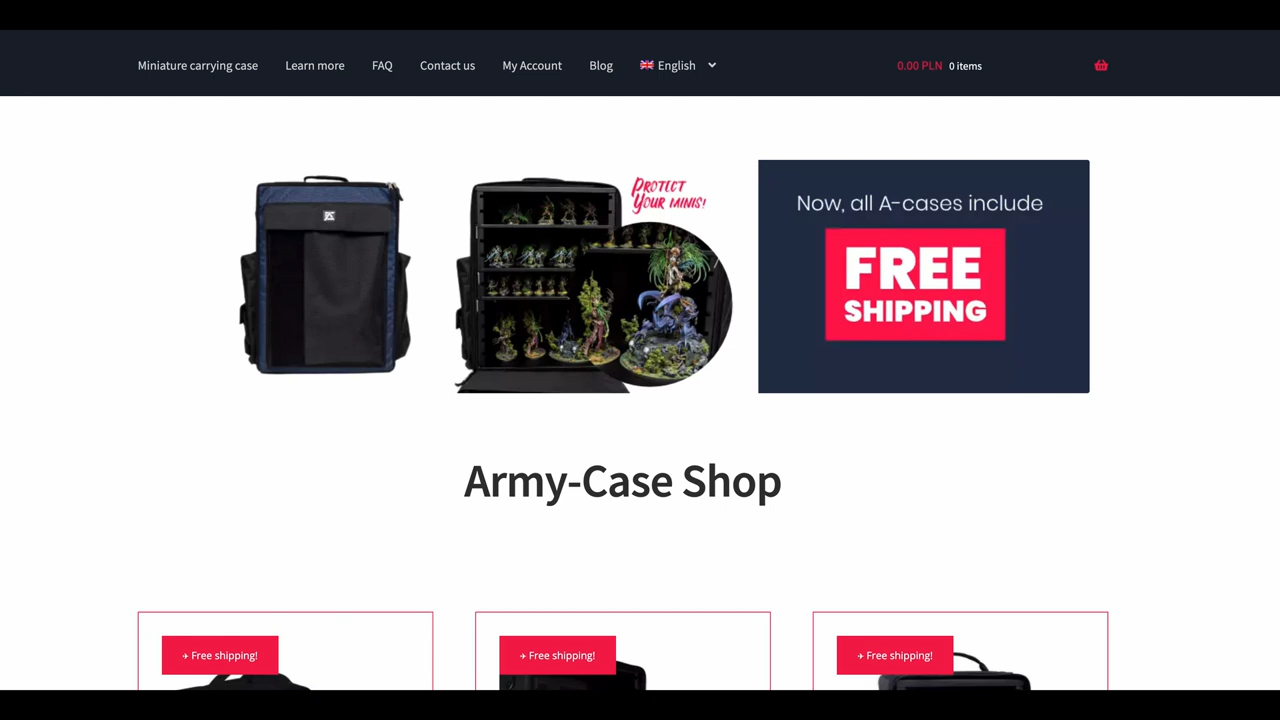 Miniature carrying case
Learn more
FAQ
Contact us
My Account
Blog
English
0.00 PLN 0 items
PROTECT
YOUR MINIS!
Now, all A-cases include
FREE
SHIPPING
Army-Case Shop
✈ Free shipping!
✈ Free shipping!
✈ Free shipping!